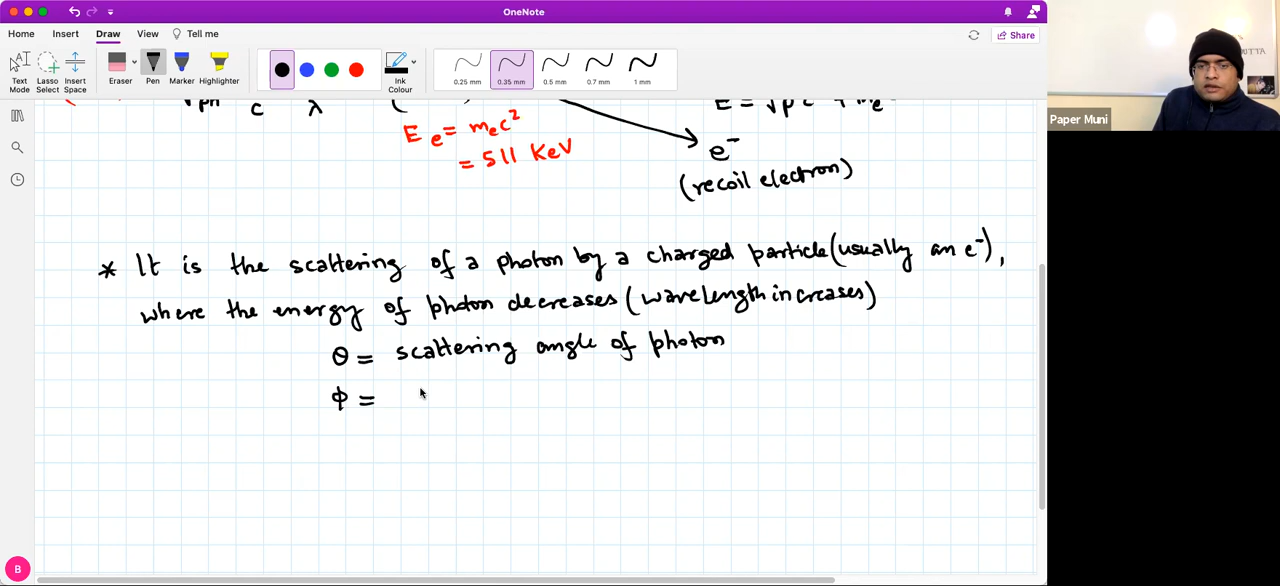 OneNote
Home Insert Draw View Tell me
Share
Text Mode
Lasso Select
Insert Space
Eraser
Pen
Marker
Highlighter
Ink Colour
0.25 mm
0.35 mm
0.5 mm
0.7 mm
1 mm
Paper Muni
c λ (
E e = mec²
= 511 KeV
e⁻
(recoil electron)
* It is the scattering of a photon by a charged particle (usually an e⁻),
where the energy of photon decreases (wavelength increases)
θ = scattering angle of photon
φ =
B